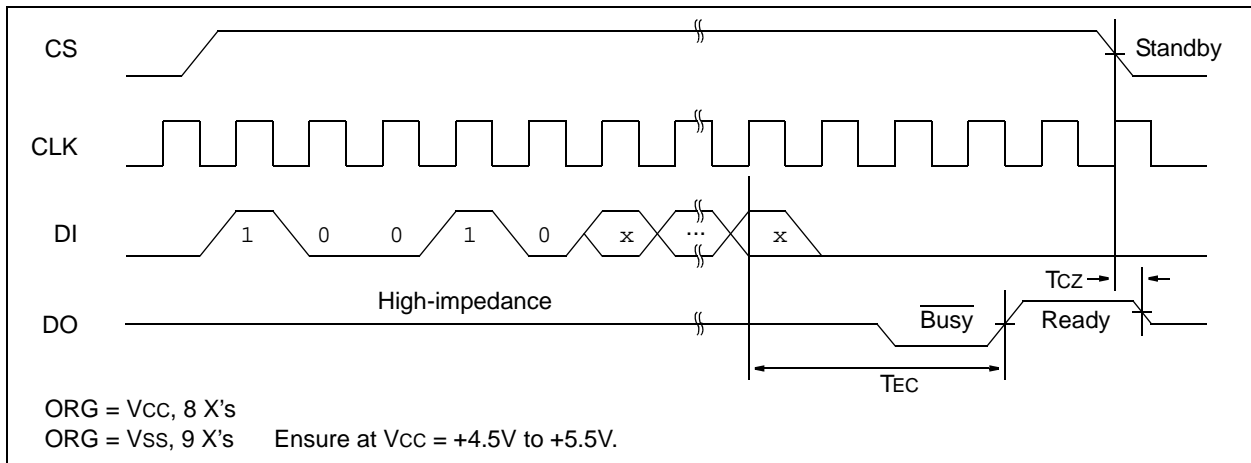 CS
Standby
CLK
DI
1 0 0 1 0 x ... x
TCZ
High-impedance
DO
Busy
Ready
TEC
ORG = VCC, 8 X's
ORG = VSS, 9 X's Ensure at VCC = +4.5V to +5.5V.